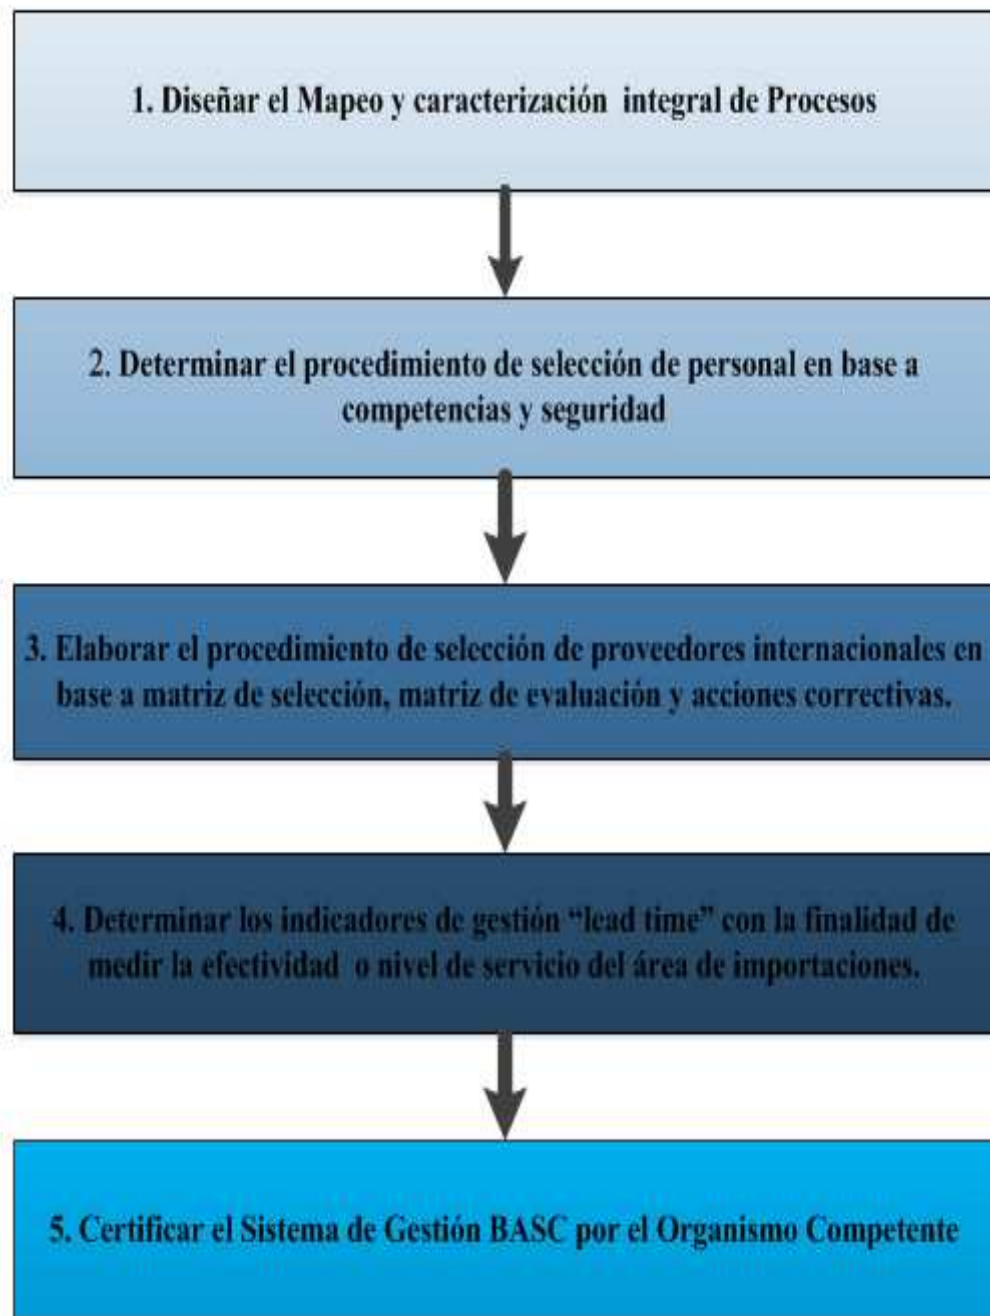 1. Diseñar el Mapeo y caracterización integral de Procesos
2. Determinar el procedimiento de selección de personal en base a
competencias y seguridad
3. Elaborar el procedimiento de selección de proveedores internacionales en
base a matriz de selección, matriz de evaluación y acciones correctivas.
4. Determinar los indicadores de gestión “lead time” con la finalidad de
medir la efectividad o nivel de servicio del área de importaciones.
5. Certificar el Sistema de Gestión BASC por el Organismo Competente